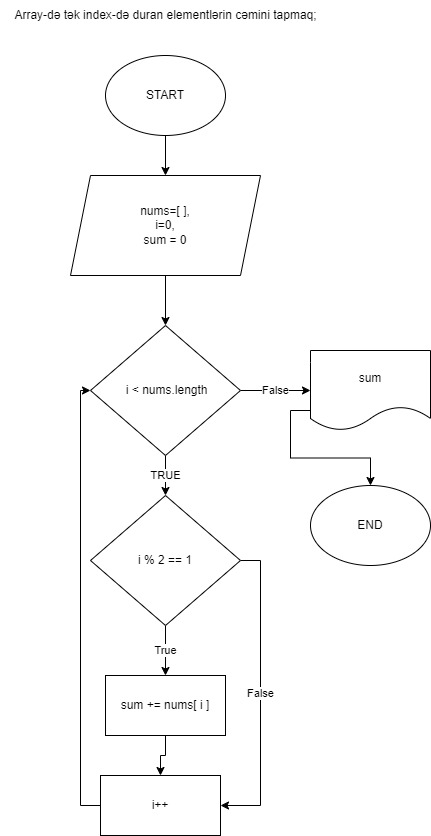 Array-də tək index-də duran elementlərin cəmini tapmaq;
START
nums=[ ],
i=0,
sum = 0
i < nums.length
False
sum
TRUE
END
i % 2 == 1
True
False
sum += nums[ i ]
i++